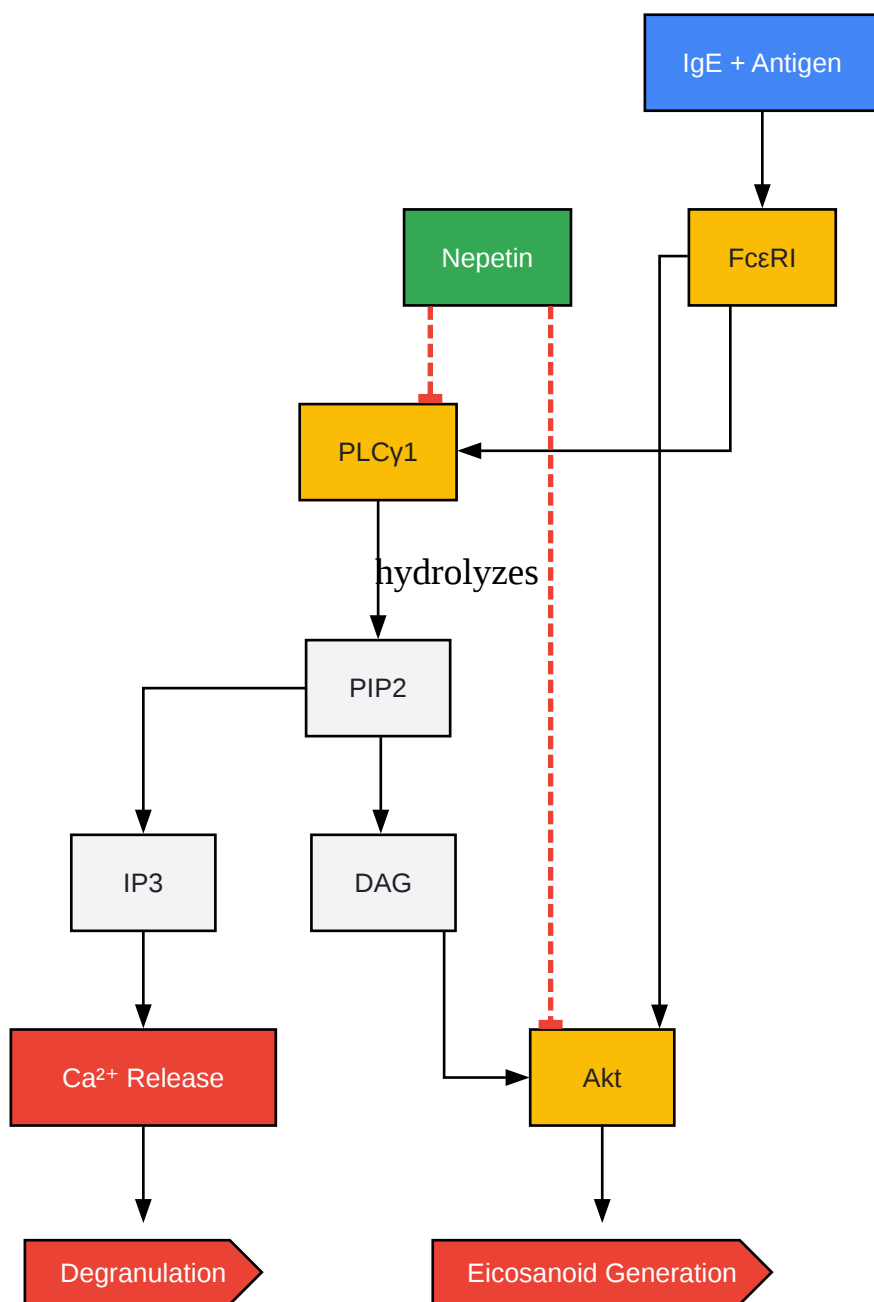 IgE + Antigen
Nepetin
FcεRI
PLCγ1
hydrolyzes
PIP2
IP3
DAG
Ca²⁺ Release
Akt
Degranulation
Eicosanoid Generation